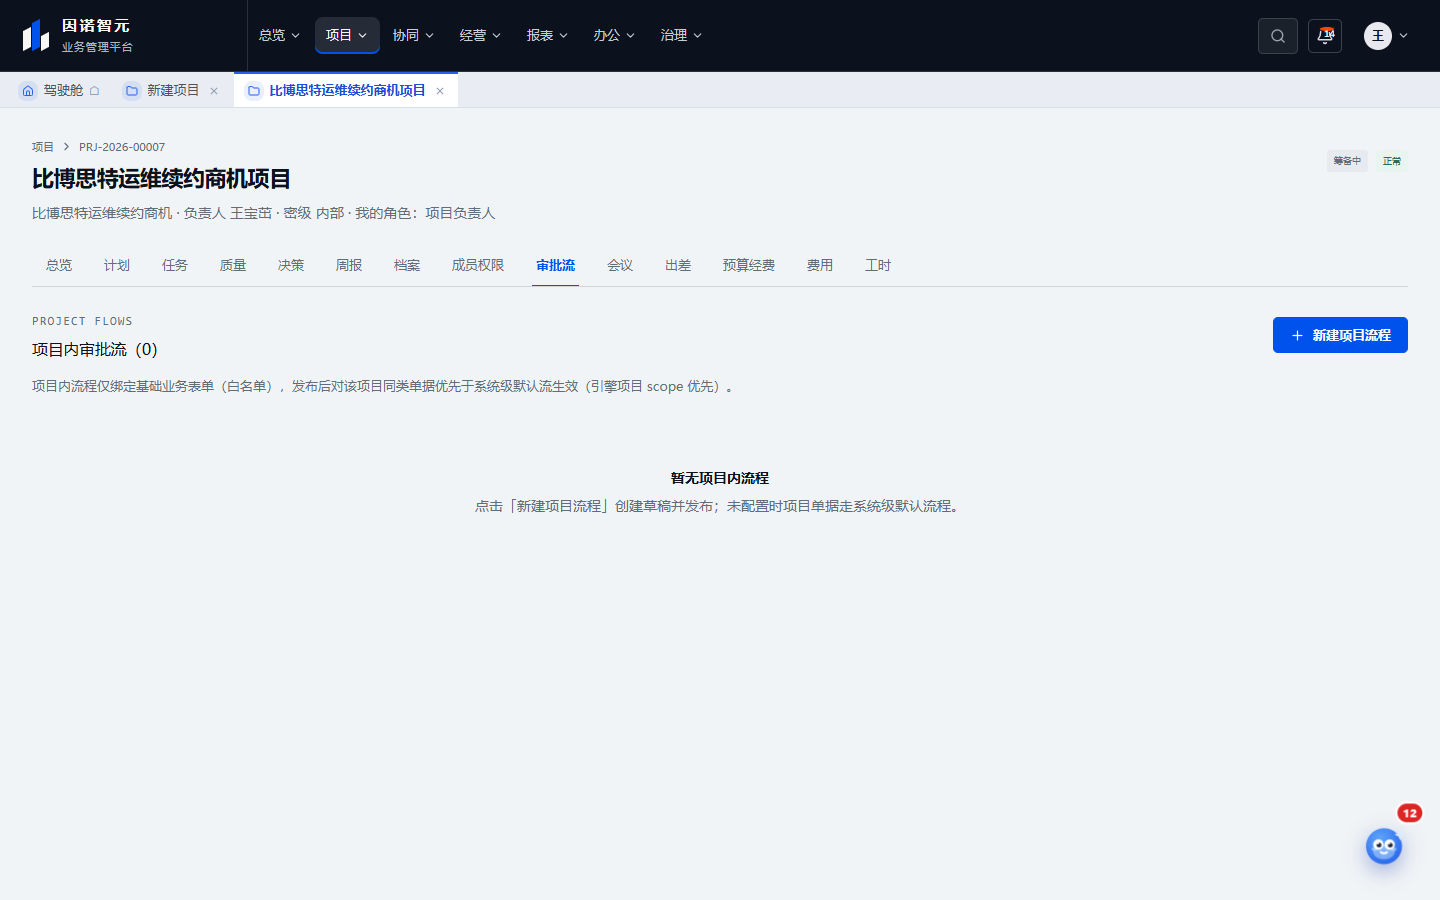 因诺智元
业务管理平台
总览
项目
协同
经营
报表
办公
治理
14
王
驾驶舱
新建项目
比博思特运维续约商机项目
项目 > PRJ-2026-00007
比博思特运维续约商机项目
筹备中
正常
比博思特运维续约商机 · 负责人 王宝茁 · 密级 内部 · 我的角色：项目负责人
总览
计划
任务
质量
决策
周报
档案
成员权限
审批流
会议
出差
预算经费
费用
工时
PROJECT FLOWS
项目内审批流（0）
新建项目流程
项目内流程仅绑定基础业务表单（白名单），发布后对该项目同类单据优先于系统级默认流生效（引擎项目 scope 优先）。
暂无项目内流程
点击「新建项目流程」创建草稿并发布；未配置时项目单据走系统级默认流程。
12